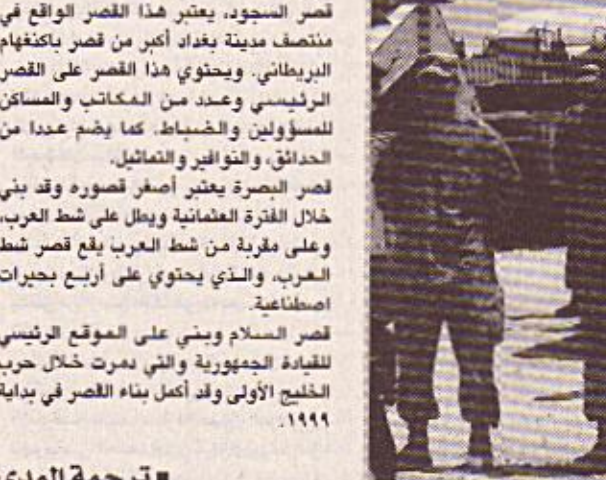 قصر السجود، يعتبر هذا القصر الواقع في
منتصف مدينة بغداد أكبر من قصر باكنغهام
البريطاني. ويحتوي هذا القصر على القصر
الرئيسي وعدد من المكاتب والمساكن
للمسؤولين والضباط. كما يضم عددا من
الحدائق، والنوافير والتماثيل.
قصر البصرة يعتبر أصغر قصوره وقد بني
خلال الفترة العثمانية ويطل على شط العرب،
وعلى مقربة من شط العرب يقع قصر شط
العرب، والذي يحتوي على أربع بحيرات
اصطناعية.
قصر السلام وبني على الموقع الرئيسي
للقيادة الجمهورية والتي دمرت خلال حرب
الخليج الأولى وقد أكمل بناء القصر في بداية
١٩٩٩.
■ ترجمة المدى